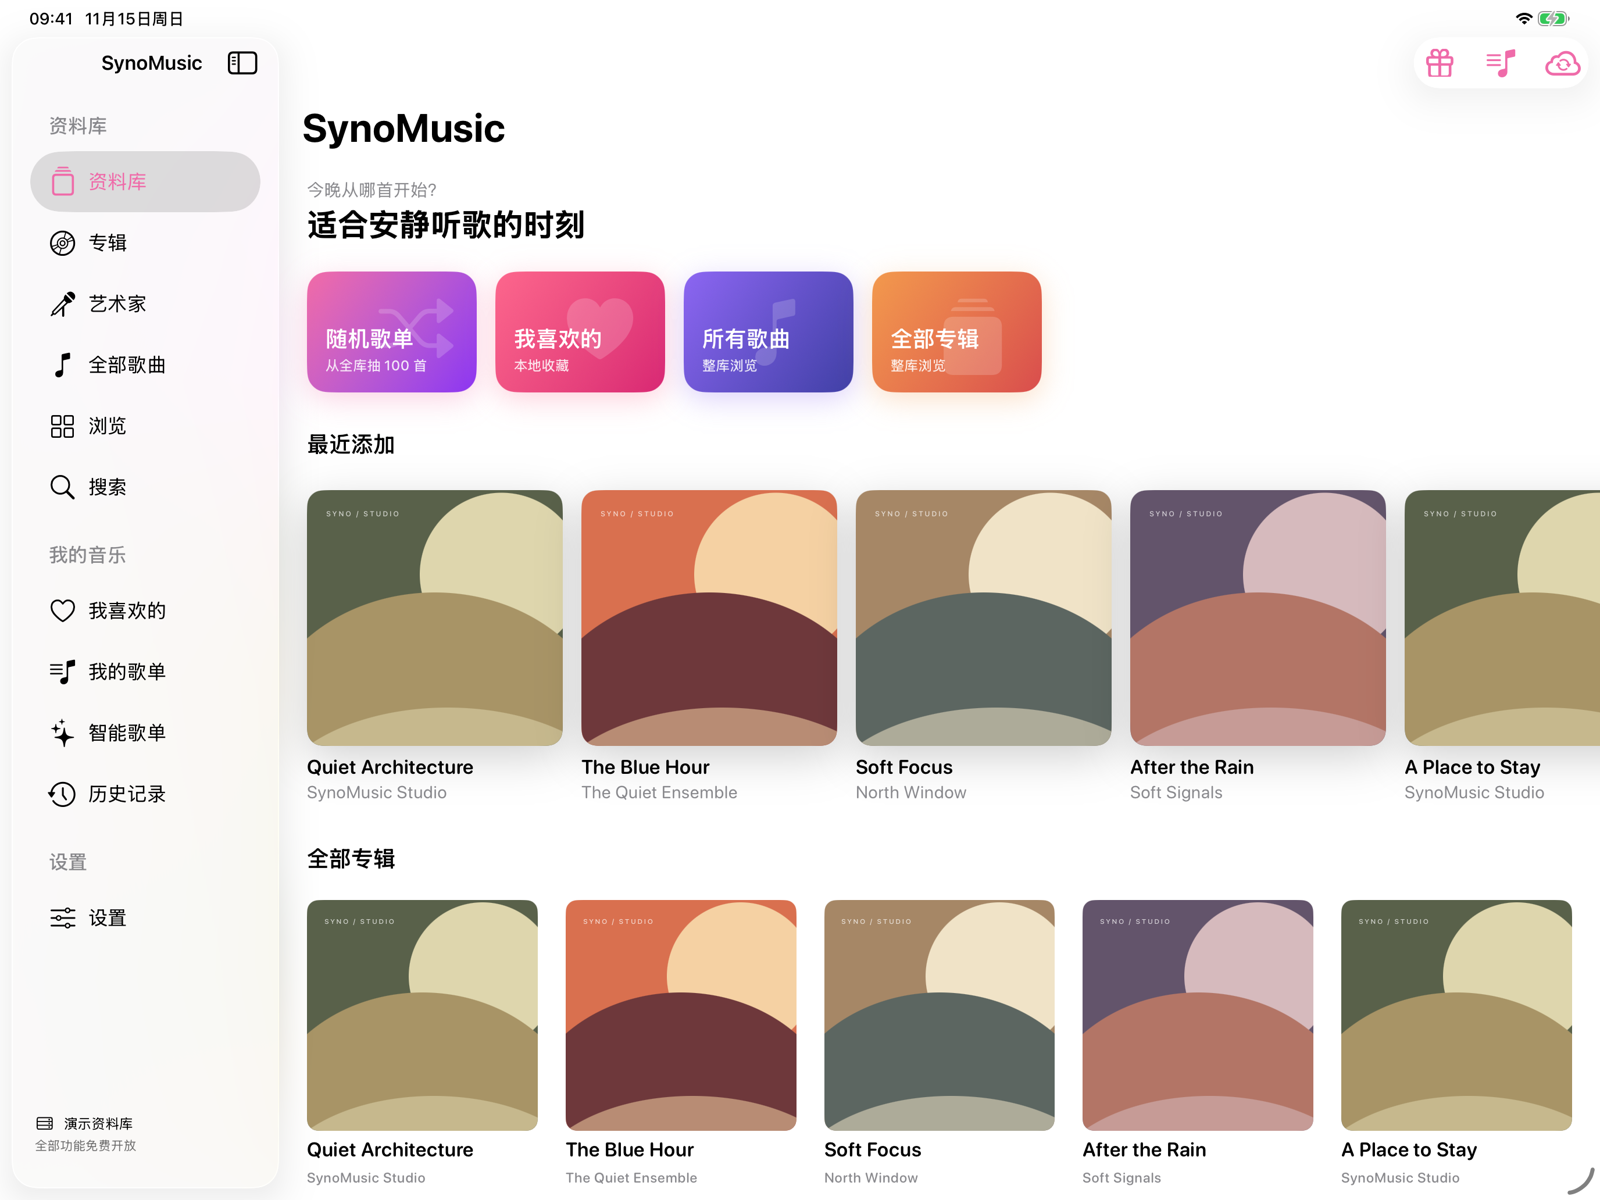 09:41 11月15日周日
SynoMusic
资料库
资料库
专辑
艺术家
全部歌曲
浏览
搜索
我的音乐
我喜欢的
我的歌单
智能歌单
历史记录
设置
设置
演示资料库
全部功能免费开放
SynoMusic
今晚从哪首开始?
适合安静听歌的时刻
随机歌单
从全库抽 100 首
我喜欢的
本地收藏
所有歌曲
整库浏览
全部专辑
整库浏览
最近添加
SYNO / STUDIO
SYNO / STUDIO
SYNO / STUDIO
SYNO / STUDIO
SYNO / STUDIO
Quiet Architecture
SynoMusic Studio
The Blue Hour
The Quiet Ensemble
Soft Focus
North Window
After the Rain
Soft Signals
A Place to Stay
SynoMusic Studio
全部专辑
SYNO / STUDIO
SYNO / STUDIO
SYNO / STUDIO
SYNO / STUDIO
SYNO / STUDIO
Quiet Architecture
SynoMusic Studio
The Blue Hour
The Quiet Ensemble
Soft Focus
North Window
After the Rain
Soft Signals
A Place to Stay
SynoMusic Studio